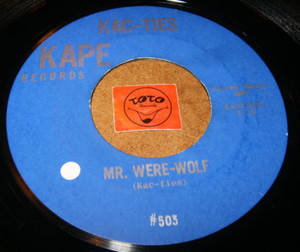 KAC-TIES
KAPE
RECORDS
TOTO
MR. WERE-WOLF
(Kac-ties)
#503